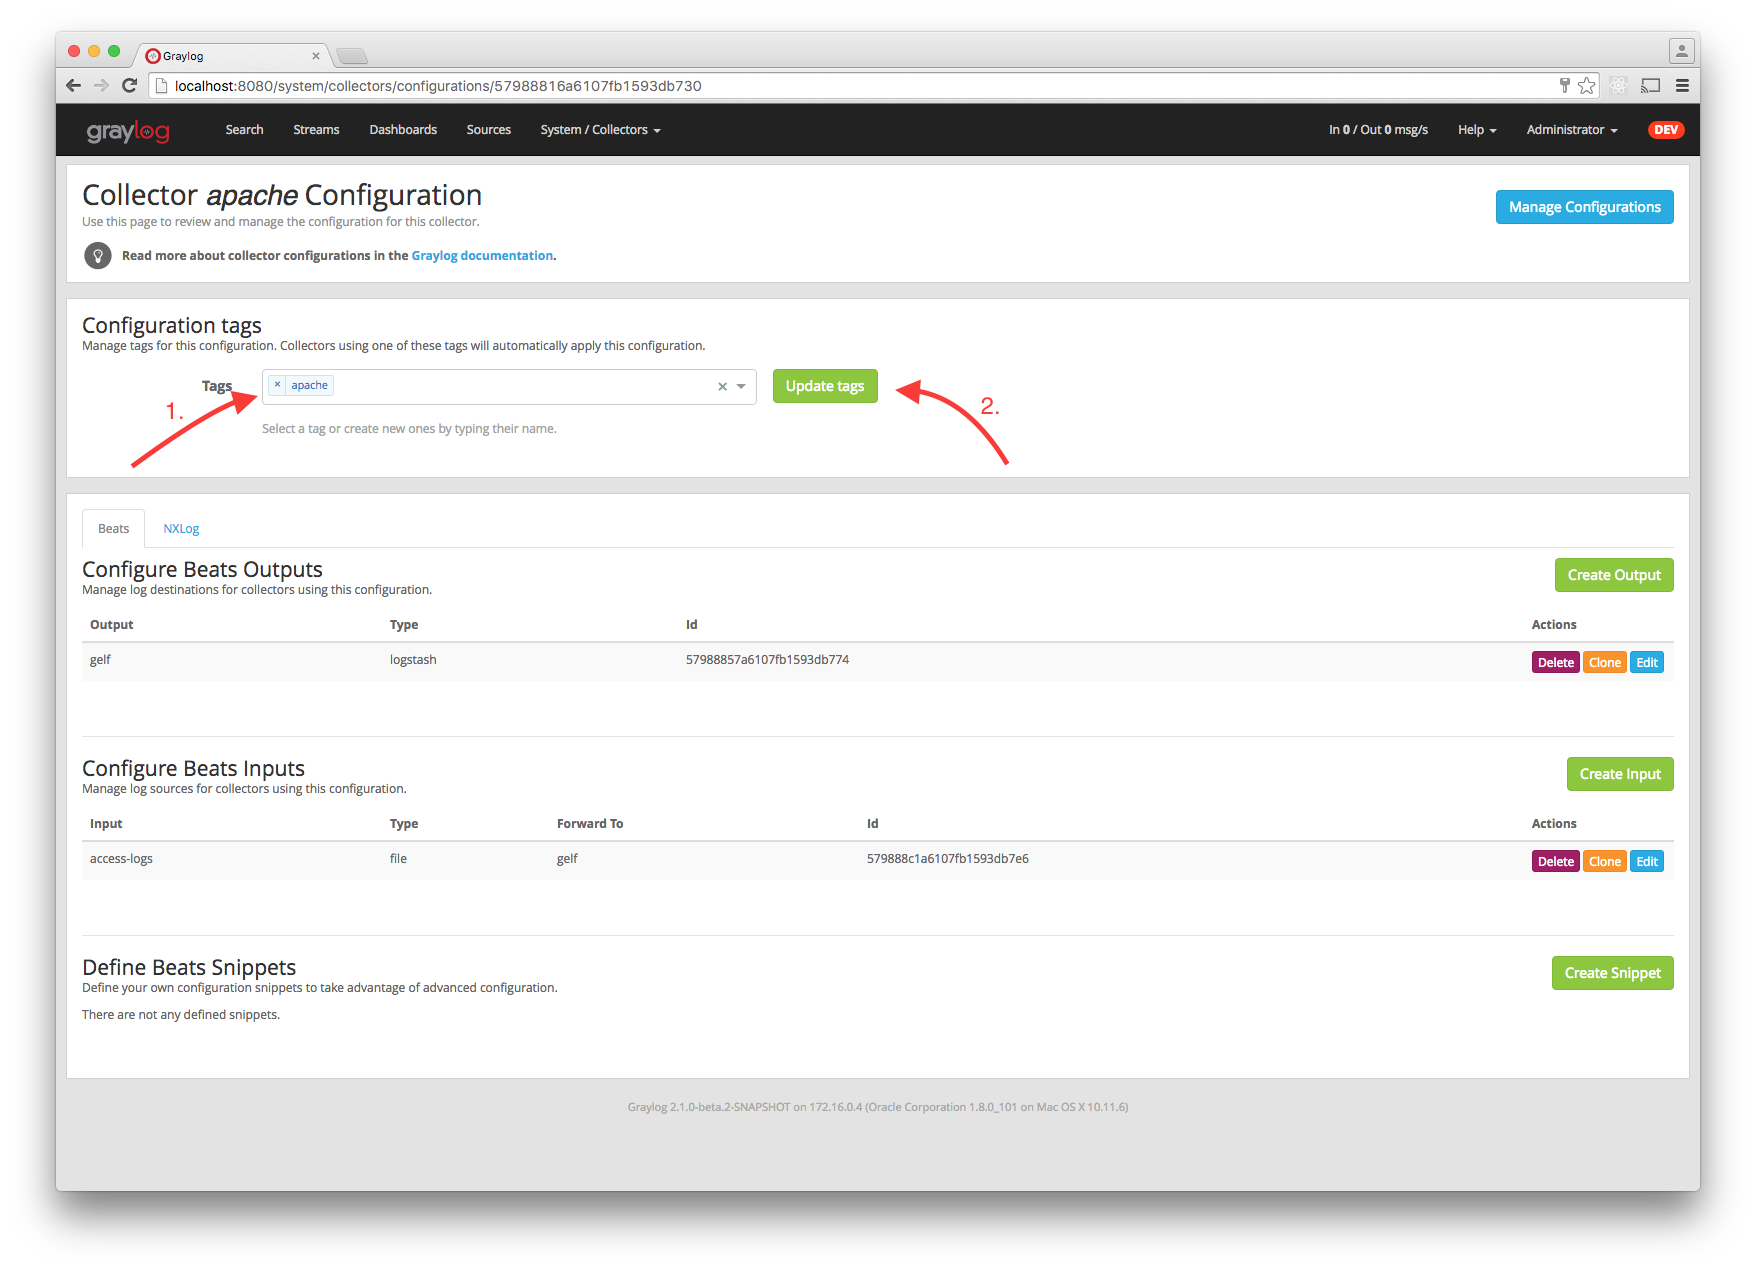 Graylog
localhost:8080/system/collectors/configurations/57988816a6107fb1593db730
graylog Search Streams Dashboards Sources System / Collectors In 0 / Out 0 msg/s Help Administrator DEV
Collector apache Configuration
Manage Configurations
Use this page to review and manage the configuration for this collector.
Read more about collector configurations in the Graylog documentation.
Configuration tags
Manage tags for this configuration. Collectors using one of these tags will automatically apply this configuration.
Tags × apache Update tags
1. 2.
Select a tag or create new ones by typing their name.
Beats NXLog
Configure Beats Outputs
Create Output
Manage log destinations for collectors using this configuration.
Output Type Id Actions
gelf logstash 57988857a6107fb1593db774 Delete Clone Edit
Configure Beats Inputs
Create Input
Manage log sources for collectors using this configuration.
Input Type Forward To Id Actions
access-logs file gelf 579888c1a6107fb1593db7e6 Delete Clone Edit
Define Beats Snippets
Create Snippet
Define your own configuration snippets to take advantage of advanced configuration.
There are not any defined snippets.
Graylog 2.1.0-beta.2-SNAPSHOT on 172.16.0.4 (Oracle Corporation 1.8.0_101 on Mac OS X 10.11.6)